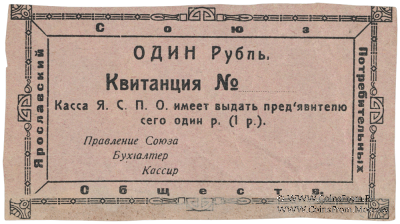 Союз
Ярославский
Потребительных
ОДИН Рубль.
Квитанция №
Касса Я. С. П. О. имеет выдать пред'явителю
сего один р. (1 р.).
Правление Союза
Бухгалтер
Кассир
Обществ.